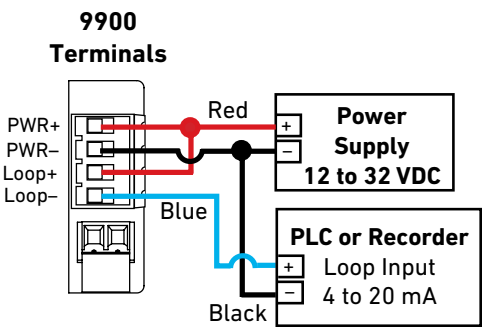 9900
Terminals
PWR+
PWR–
Loop+
Loop–
Red
Blue
Black
+
–
Power
Supply
12 to 32 VDC
PLC or Recorder
+
Loop Input
–
4 to 20 mA